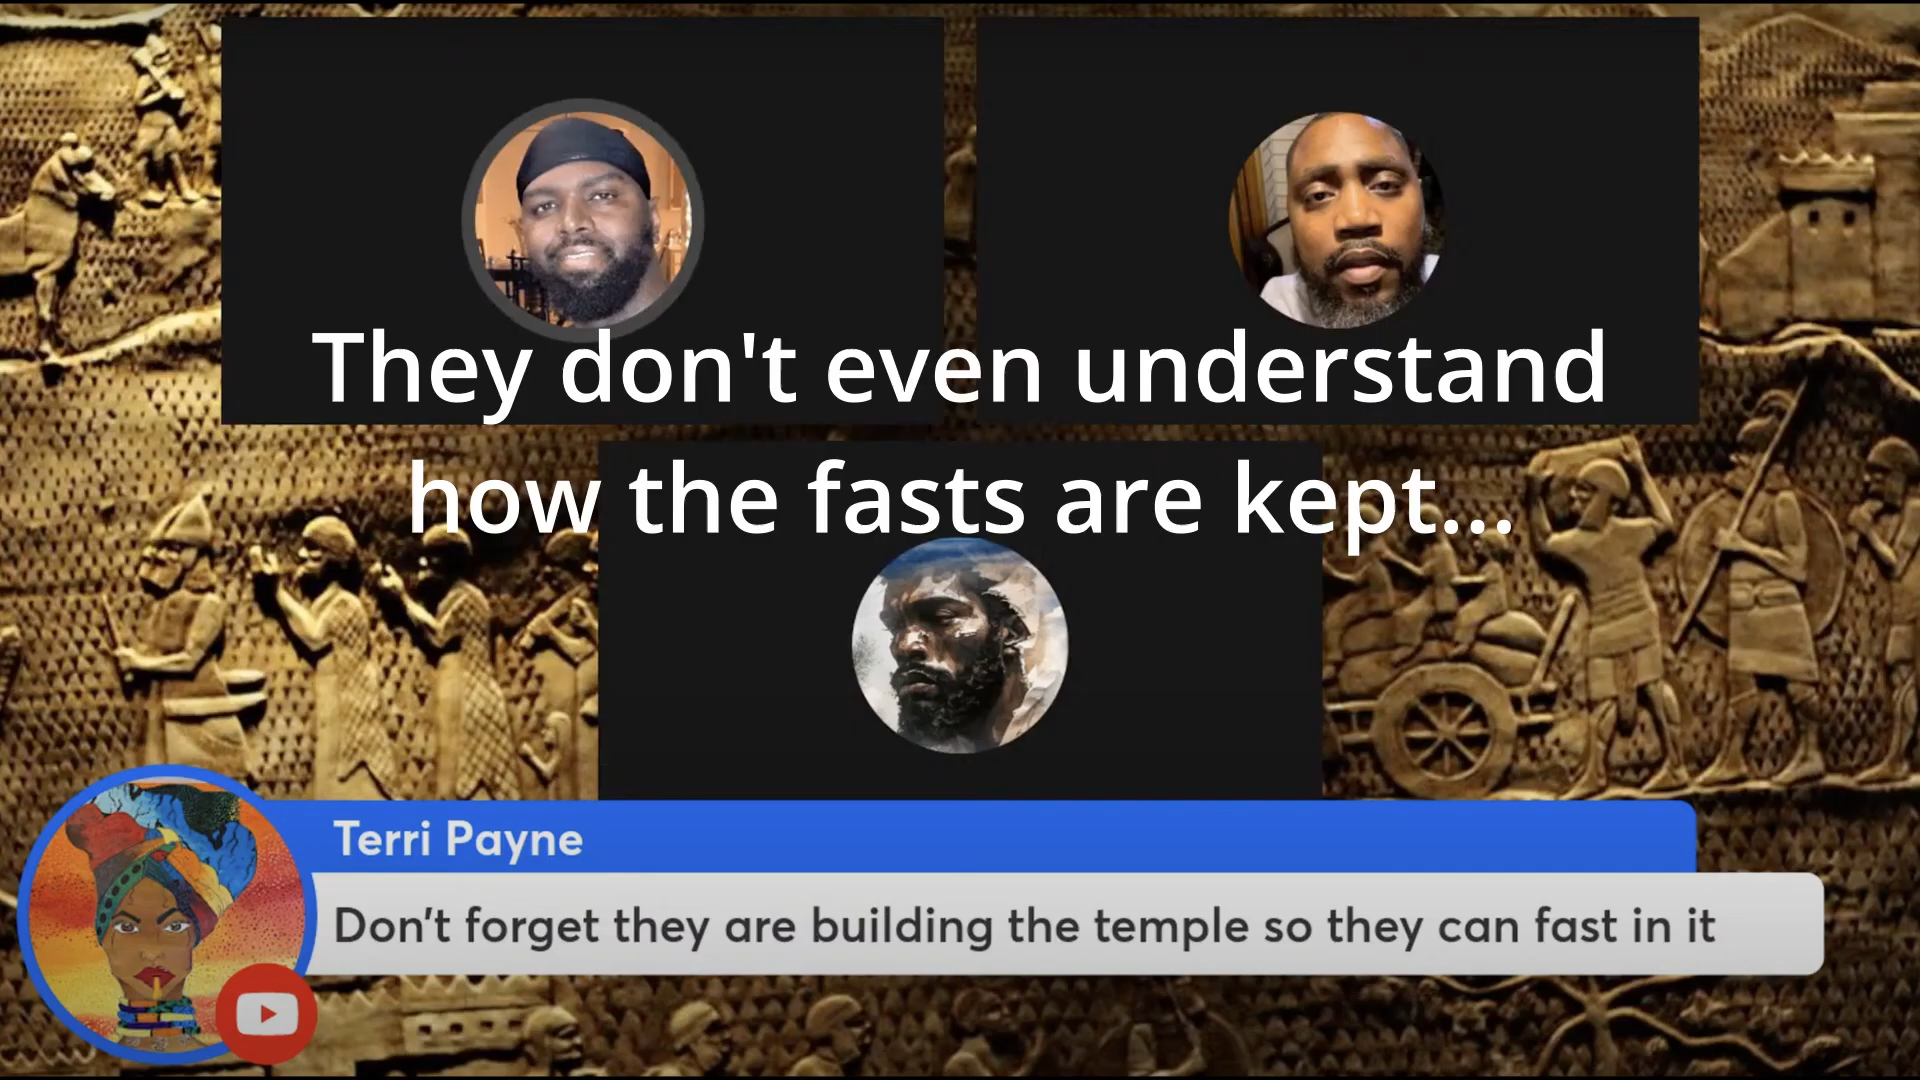 They don't even understand
how the fasts are kept...
Terri Payne
Don't forget they are building the temple so they can fast in it